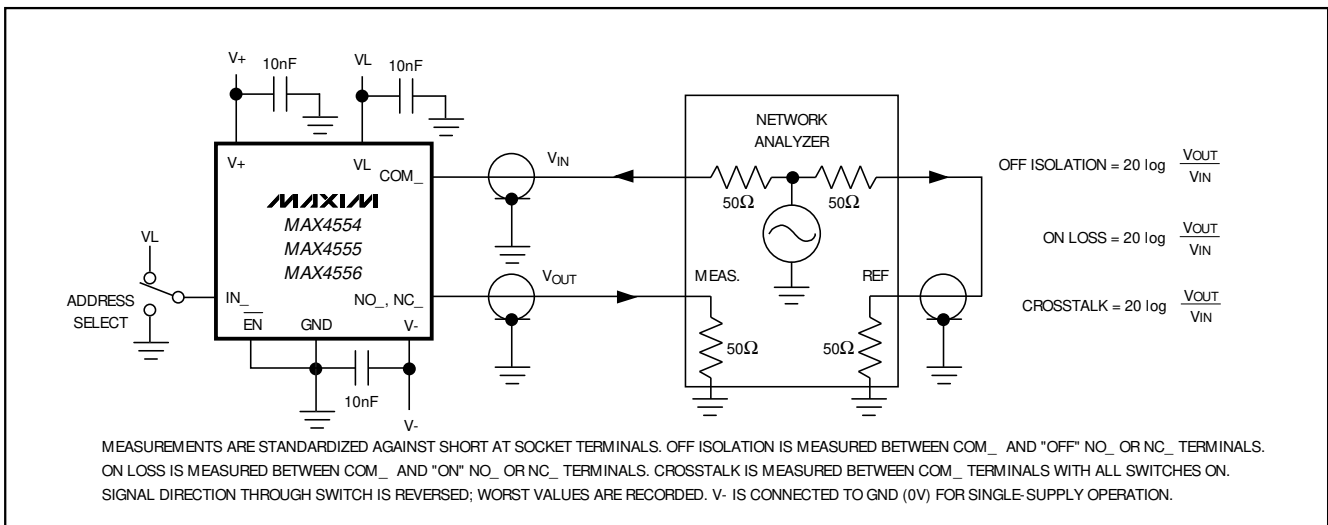 V+
10nF
VL
10nF
V+
VL
COM_
MAXIM
MAX4554
MAX4555
MAX4556
VL
ADDRESS
SELECT
IN_
EN
GND
NO_, NC_
V-
10nF
V-
VIN
VOUT
NETWORK
ANALYZER
50Ω
50Ω
MEAS.
REF
50Ω
50Ω
OFF ISOLATION = 20 log VOUT
VIN
ON LOSS = 20 log VOUT
VIN
CROSSTALK = 20 log VOUT
VIN
MEASUREMENTS ARE STANDARDIZED AGAINST SHORT AT SOCKET TERMINALS. OFF ISOLATION IS MEASURED BETWEEN COM_ AND "OFF" NO_ OR NC_ TERMINALS.
ON LOSS IS MEASURED BETWEEN COM_ AND "ON" NO_ OR NC_ TERMINALS. CROSSTALK IS MEASURED BETWEEN COM_ TERMINALS WITH ALL SWITCHES ON.
SIGNAL DIRECTION THROUGH SWITCH IS REVERSED; WORST VALUES ARE RECORDED. V- IS CONNECTED TO GND (0V) FOR SINGLE-SUPPLY OPERATION.